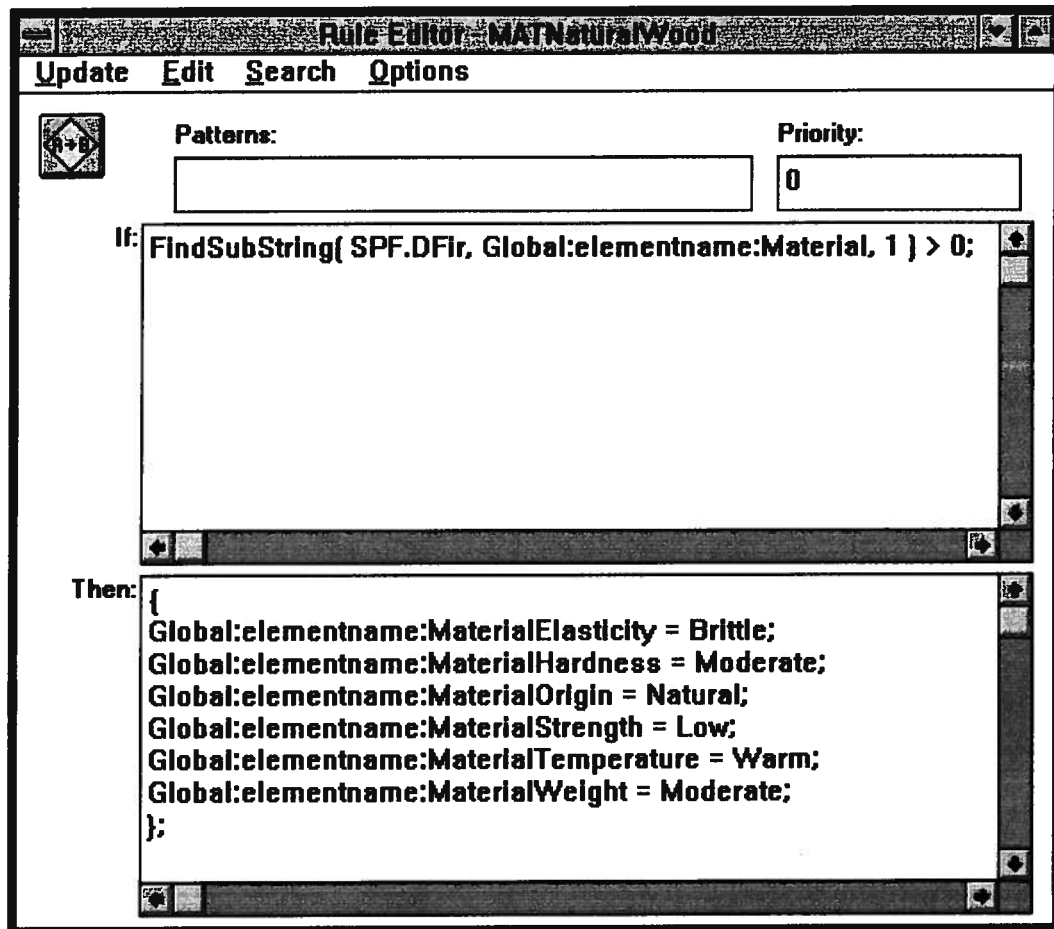 Rule Editor - MATNaturalWood
Update Edit Search Options
Patterns: Priority:
0
If: FindSubString( SPF.DFir, Global:elementname:Material, 1 ) > 0;
Then: {
Global:elementname:MaterialElasticity = Brittle;
Global:elementname:MaterialHardness = Moderate;
Global:elementname:MaterialOrigin = Natural;
Global:elementname:MaterialStrength = Low;
Global:elementname:MaterialTemperature = Warm;
Global:elementname:MaterialWeight = Moderate;
};